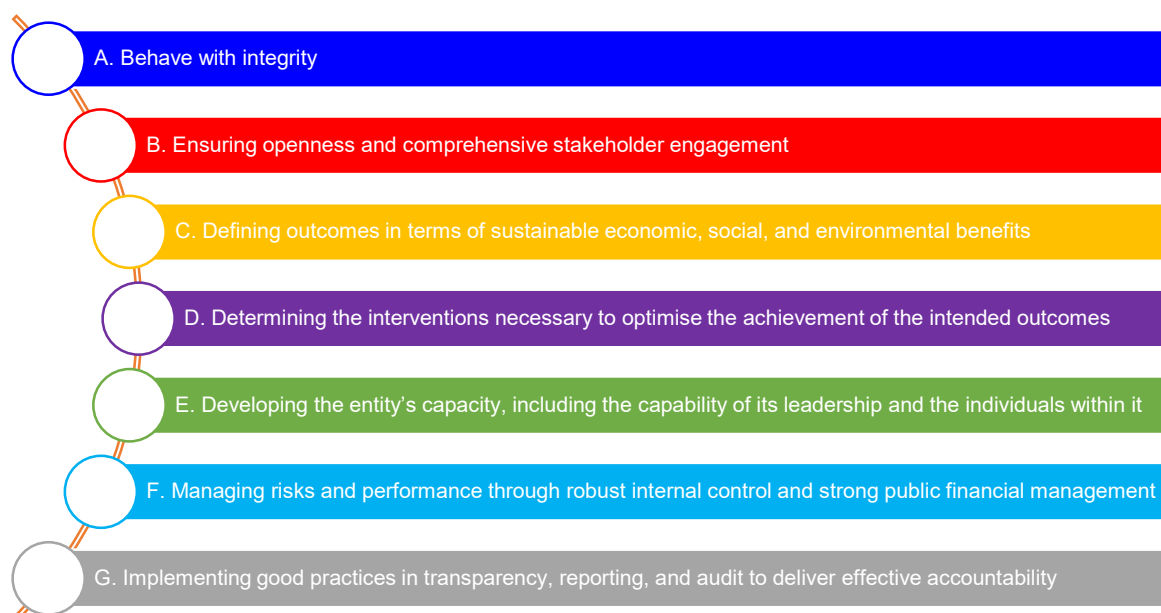 A. Behave with integrity
B. Ensuring openness and comprehensive stakeholder engagement
C. Defining outcomes in terms of sustainable economic, social, and environmental benefits
D. Determining the interventions necessary to optimise the achievement of the intended outcomes
E. Developing the entity’s capacity, including the capability of its leadership and the individuals within it
F. Managing risks and performance through robust internal control and strong public financial management
G. Implementing good practices in transparency, reporting, and audit to deliver effective accountability